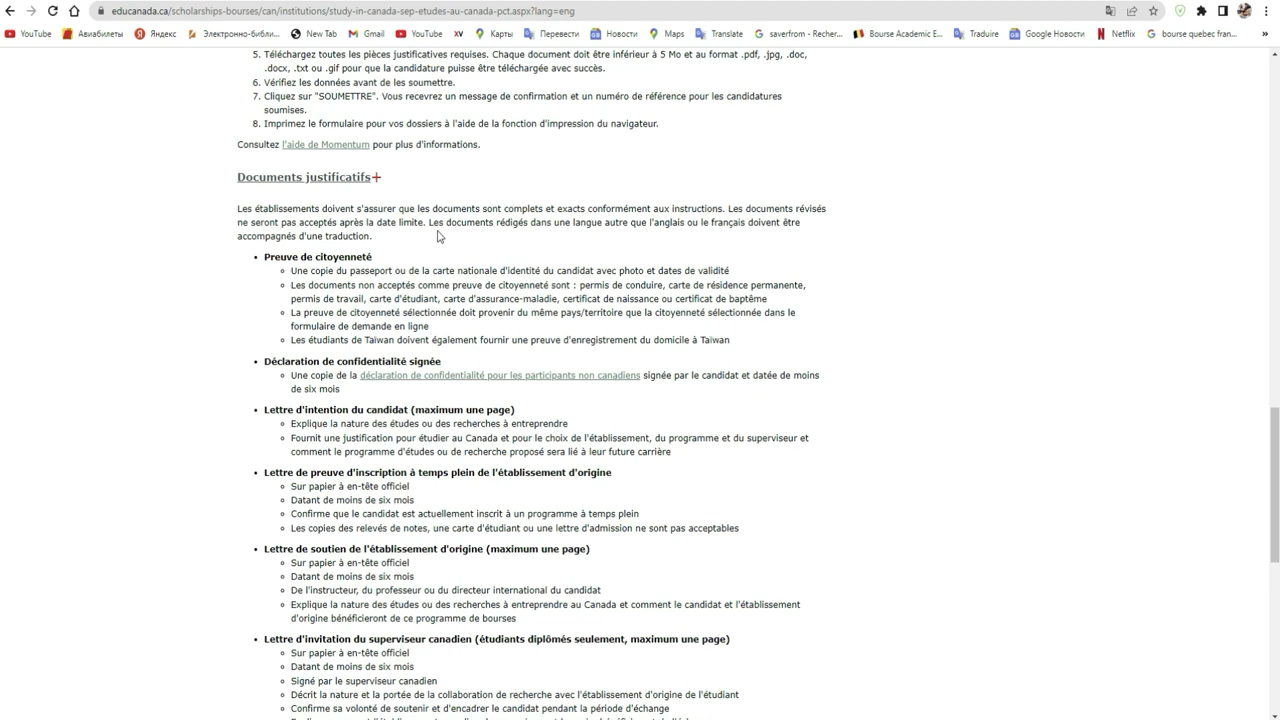 educanada.ca/scholarships-bourses/can/institutions/study-in-canada-sep-etudes-au-canada-pct.aspx?lang=eng
YouTube Авиабилеты Яндекс Электронно-библи... New Tab Gmail YouTube XV Карты Перевести Новости Maps Translate saverfrom - Recher... Bourse Academic E... Traduire Google Новости Netflix bourse quebec fran... »
5. Téléchargez toutes les pièces justificatives requises. Chaque document doit être inférieur à 5 Mo et au format .pdf, .jpg, .doc,
.docx, .txt ou .gif pour que la candidature puisse être téléchargée avec succès.
6. Vérifiez les données avant de les soumettre.
7. Cliquez sur "SOUMETTRE". Vous recevrez un message de confirmation et un numéro de référence pour les candidatures
soumises.
8. Imprimez le formulaire pour vos dossiers à l'aide de la fonction d'impression du navigateur.
Consultez l'aide de Momentum pour plus d'informations.
Documents justificatifs+
Les établissements doivent s'assurer que les documents sont complets et exacts conformément aux instructions. Les documents révisés
ne seront pas acceptés après la date limite. Les documents rédigés dans une langue autre que l'anglais ou le français doivent être
accompagnés d'une traduction.
• Preuve de citoyenneté
◦ Une copie du passeport ou de la carte nationale d'identité du candidat avec photo et dates de validité
◦ Les documents non acceptés comme preuve de citoyenneté sont : permis de conduire, carte de résidence permanente,
permis de travail, carte d'étudiant, carte d'assurance-maladie, certificat de naissance ou certificat de baptême
◦ La preuve de citoyenneté sélectionnée doit provenir du même pays/territoire que la citoyenneté sélectionnée dans le
formulaire de demande en ligne
◦ Les étudiants de Taïwan doivent également fournir une preuve d'enregistrement du domicile à Taïwan
• Déclaration de confidentialité signée
◦ Une copie de la déclaration de confidentialité pour les participants non canadiens signée par le candidat et datée de moins
de six mois
• Lettre d'intention du candidat (maximum une page)
◦ Explique la nature des études ou des recherches à entreprendre
◦ Fournit une justification pour étudier au Canada et pour le choix de l'établissement, du programme et du superviseur et
comment le programme d'études ou de recherche proposé sera lié à leur future carrière
• Lettre de preuve d'inscription à temps plein de l'établissement d'origine
◦ Sur papier à en-tête officiel
◦ Datant de moins de six mois
◦ Confirme que le candidat est actuellement inscrit à un programme à temps plein
◦ Les copies des relevés de notes, une carte d'étudiant ou une lettre d'admission ne sont pas acceptables
• Lettre de soutien de l'établissement d'origine (maximum une page)
◦ Sur papier à en-tête officiel
◦ Datant de moins de six mois
◦ De l'instructeur, du professeur ou du directeur international du candidat
◦ Explique la nature des études ou des recherches à entreprendre au Canada et comment le candidat et l'établissement
d'origine bénéficieront de ce programme de bourses
• Lettre d'invitation du superviseur canadien (étudiants diplômés seulement, maximum une page)
◦ Sur papier à en-tête officiel
◦ Datant de moins de six mois
◦ Signé par le superviseur canadien
◦ Décrit la nature et la portée de la collaboration de recherche avec l'établissement d'origine de l'étudiant
◦ Confirme sa volonté de soutenir et d'encadrer le candidat pendant la période d'échange